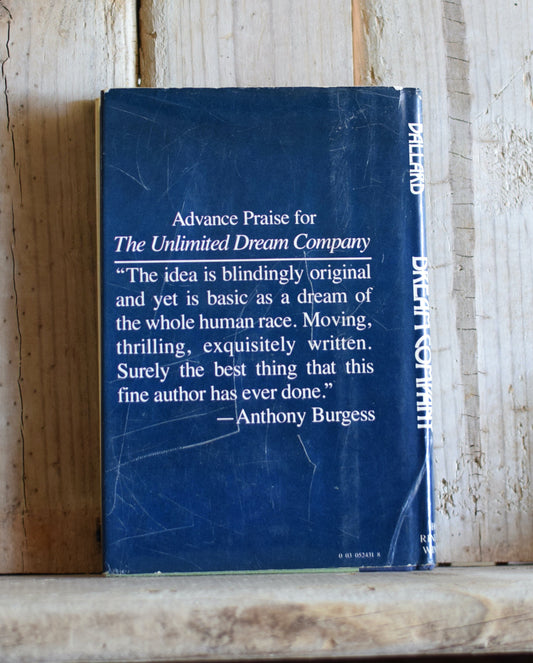 Advance Praise for
The Unlimited Dream Company
“The idea is blindingly original
and yet is basic as a dream of
the whole human race. Moving,
thrilling, exquisitely written.
Surely the best thing that this
fine author has ever done.”
—Anthony Burgess
0 03 052431 8
BALLARD
DREAM COMPANY